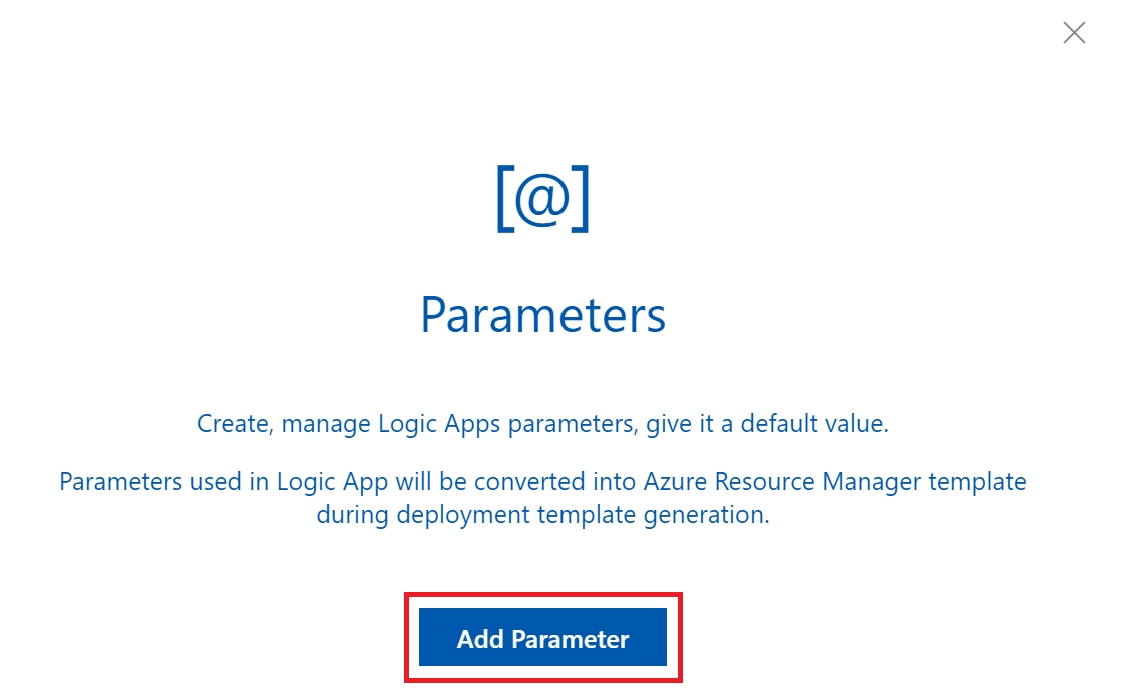 [@]
Parameters
Create, manage Logic Apps parameters, give it a default value.
Parameters used in Logic App will be converted into Azure Resource Manager template
during deployment template generation.
Add Parameter